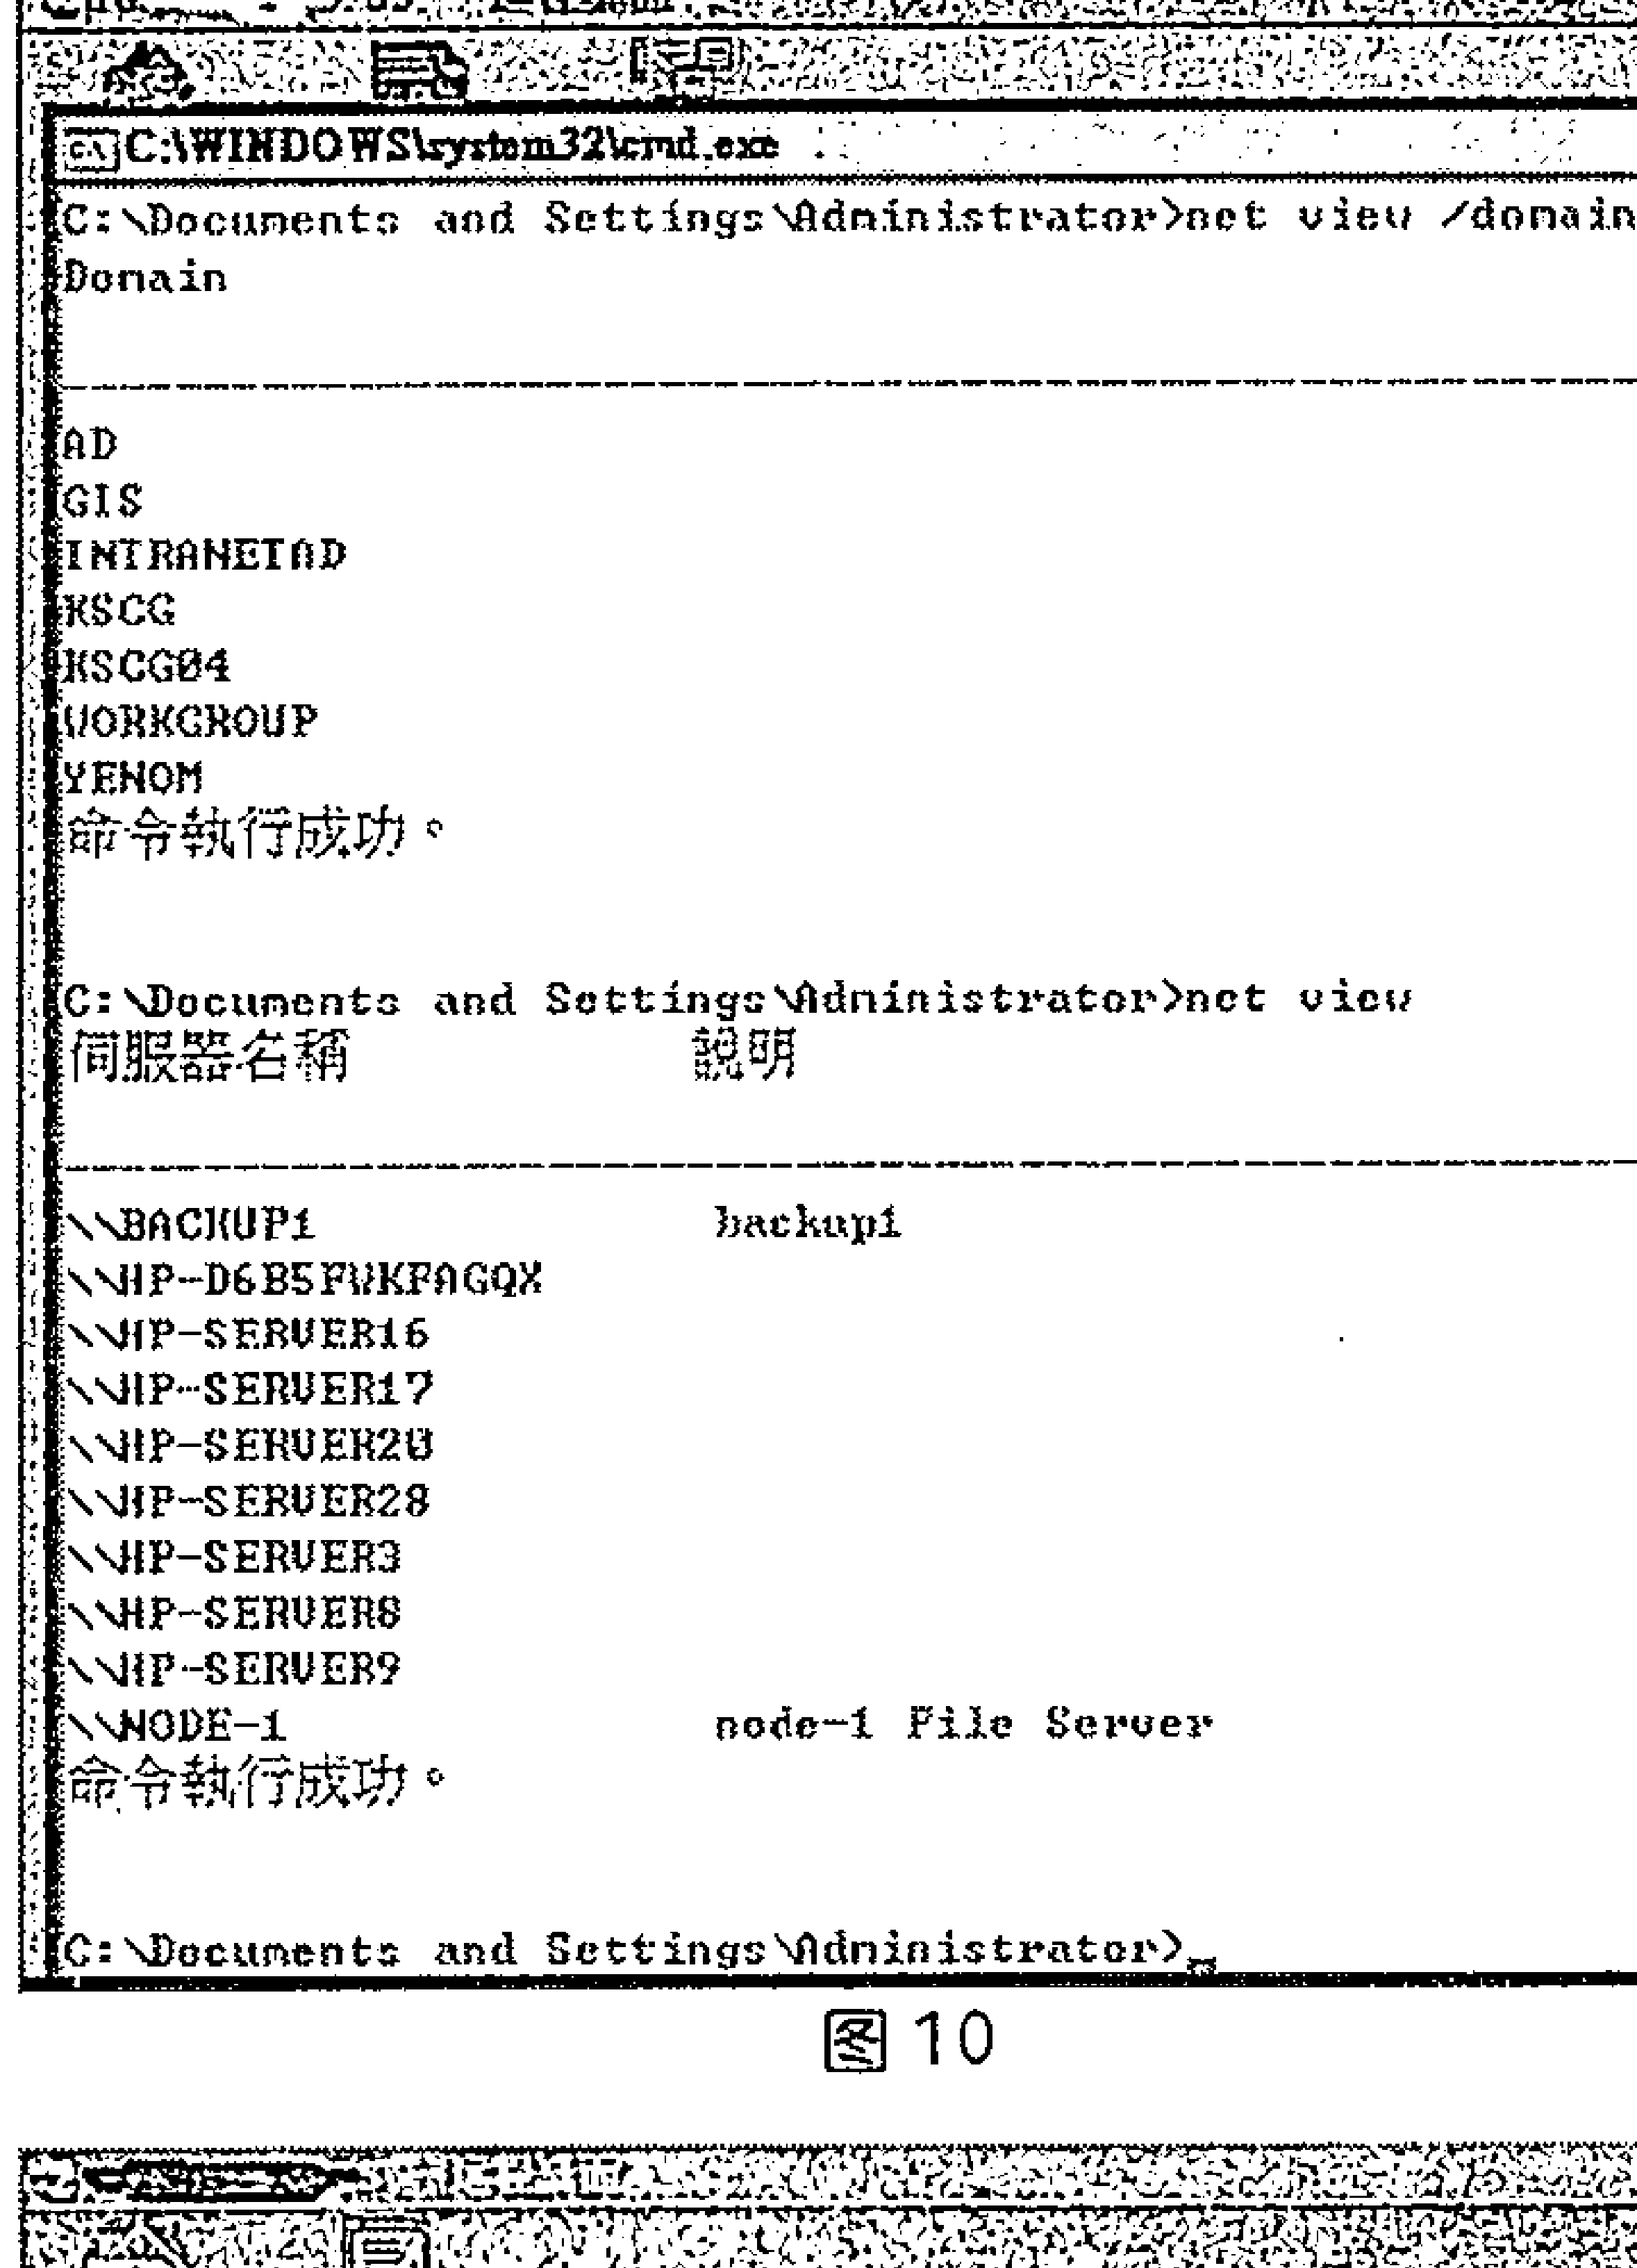 C:\WINDOWS\system32\cmd.exe
C:\Documents and Settings\Administrator>net view /domain
Domain
AD
GIS
INTRANETAD
KSCG
KSCG04
WORKGROUP
YENOM
命令執行成功。
C:\Documents and Settings\Administrator>net view
伺服器名稱 說明
\\BACKUP1 backup1
\\HP-D6B5FWKFAGQX
\\HP-SERVER16
\\HP-SERVER17
\\HP-SERVER20
\\HP-SERVER28
\\HP-SERVER3
\\HP-SERVER8
\\HP-SERVER9
\\NODE-1 node-1 File Server
命令執行成功。
C:\Documents and Settings\Administrator>
图 10